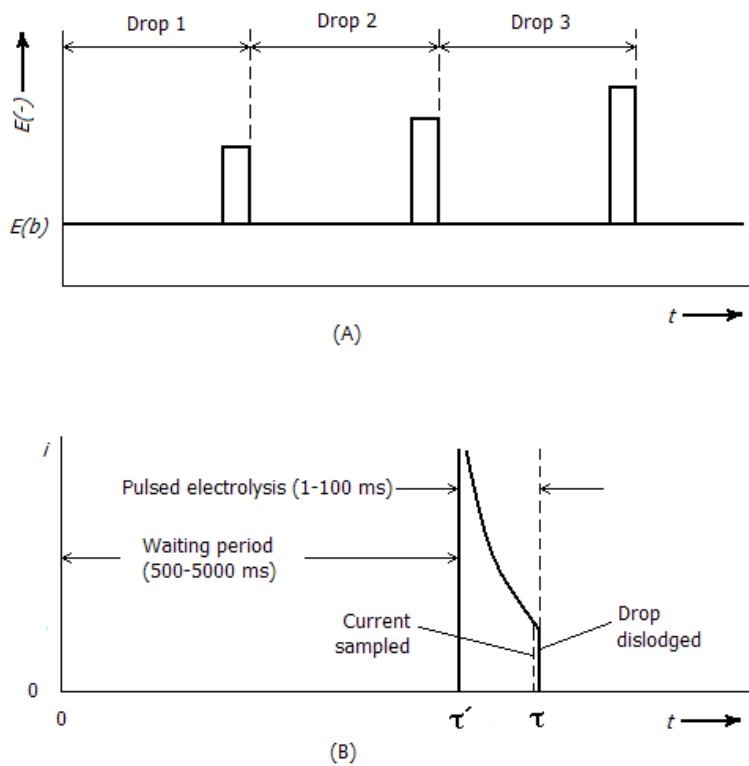 Drop 1
Drop 2
Drop 3
E(-)
E(b)
t
(A)
i
Pulsed electrolysis (1-100 ms)
Waiting period
(500-5000 ms)
Current
sampled
Drop
dislodged
0
0
τ′
τ
t
(B)